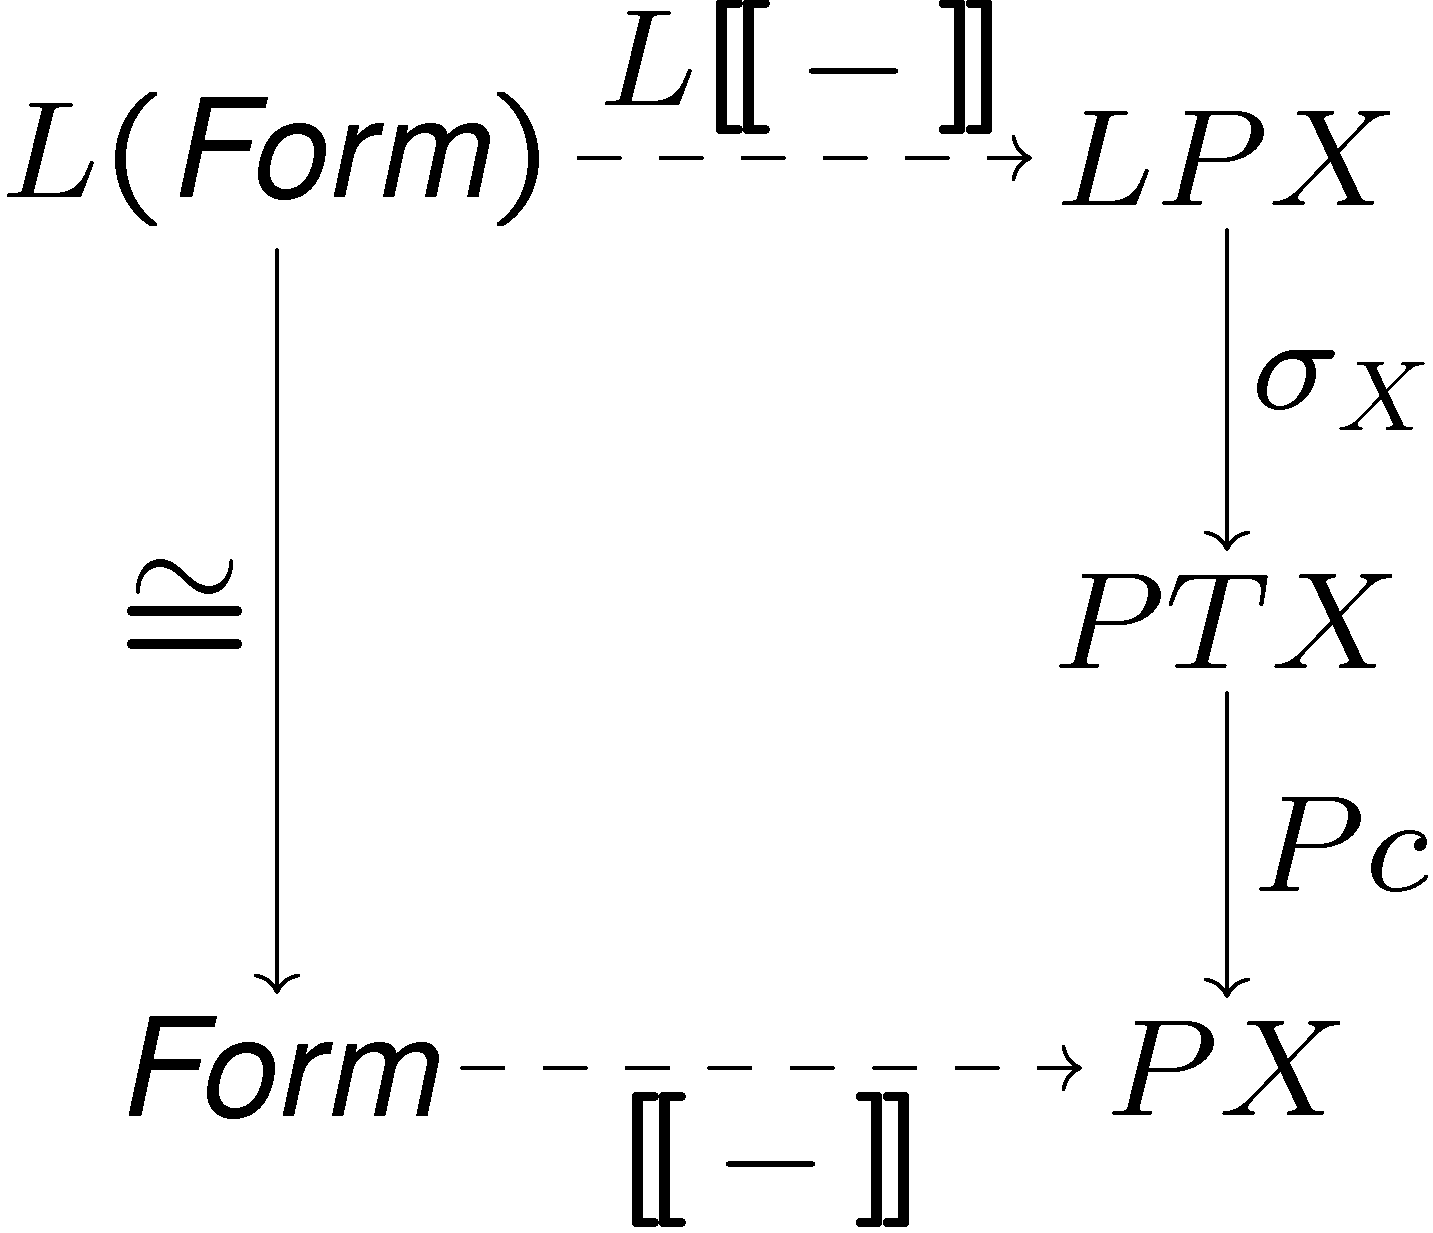 L⟦−⟧
L(Form) LPX
σ_X
≅
PTX
Pc
Form PX
⟦−⟧